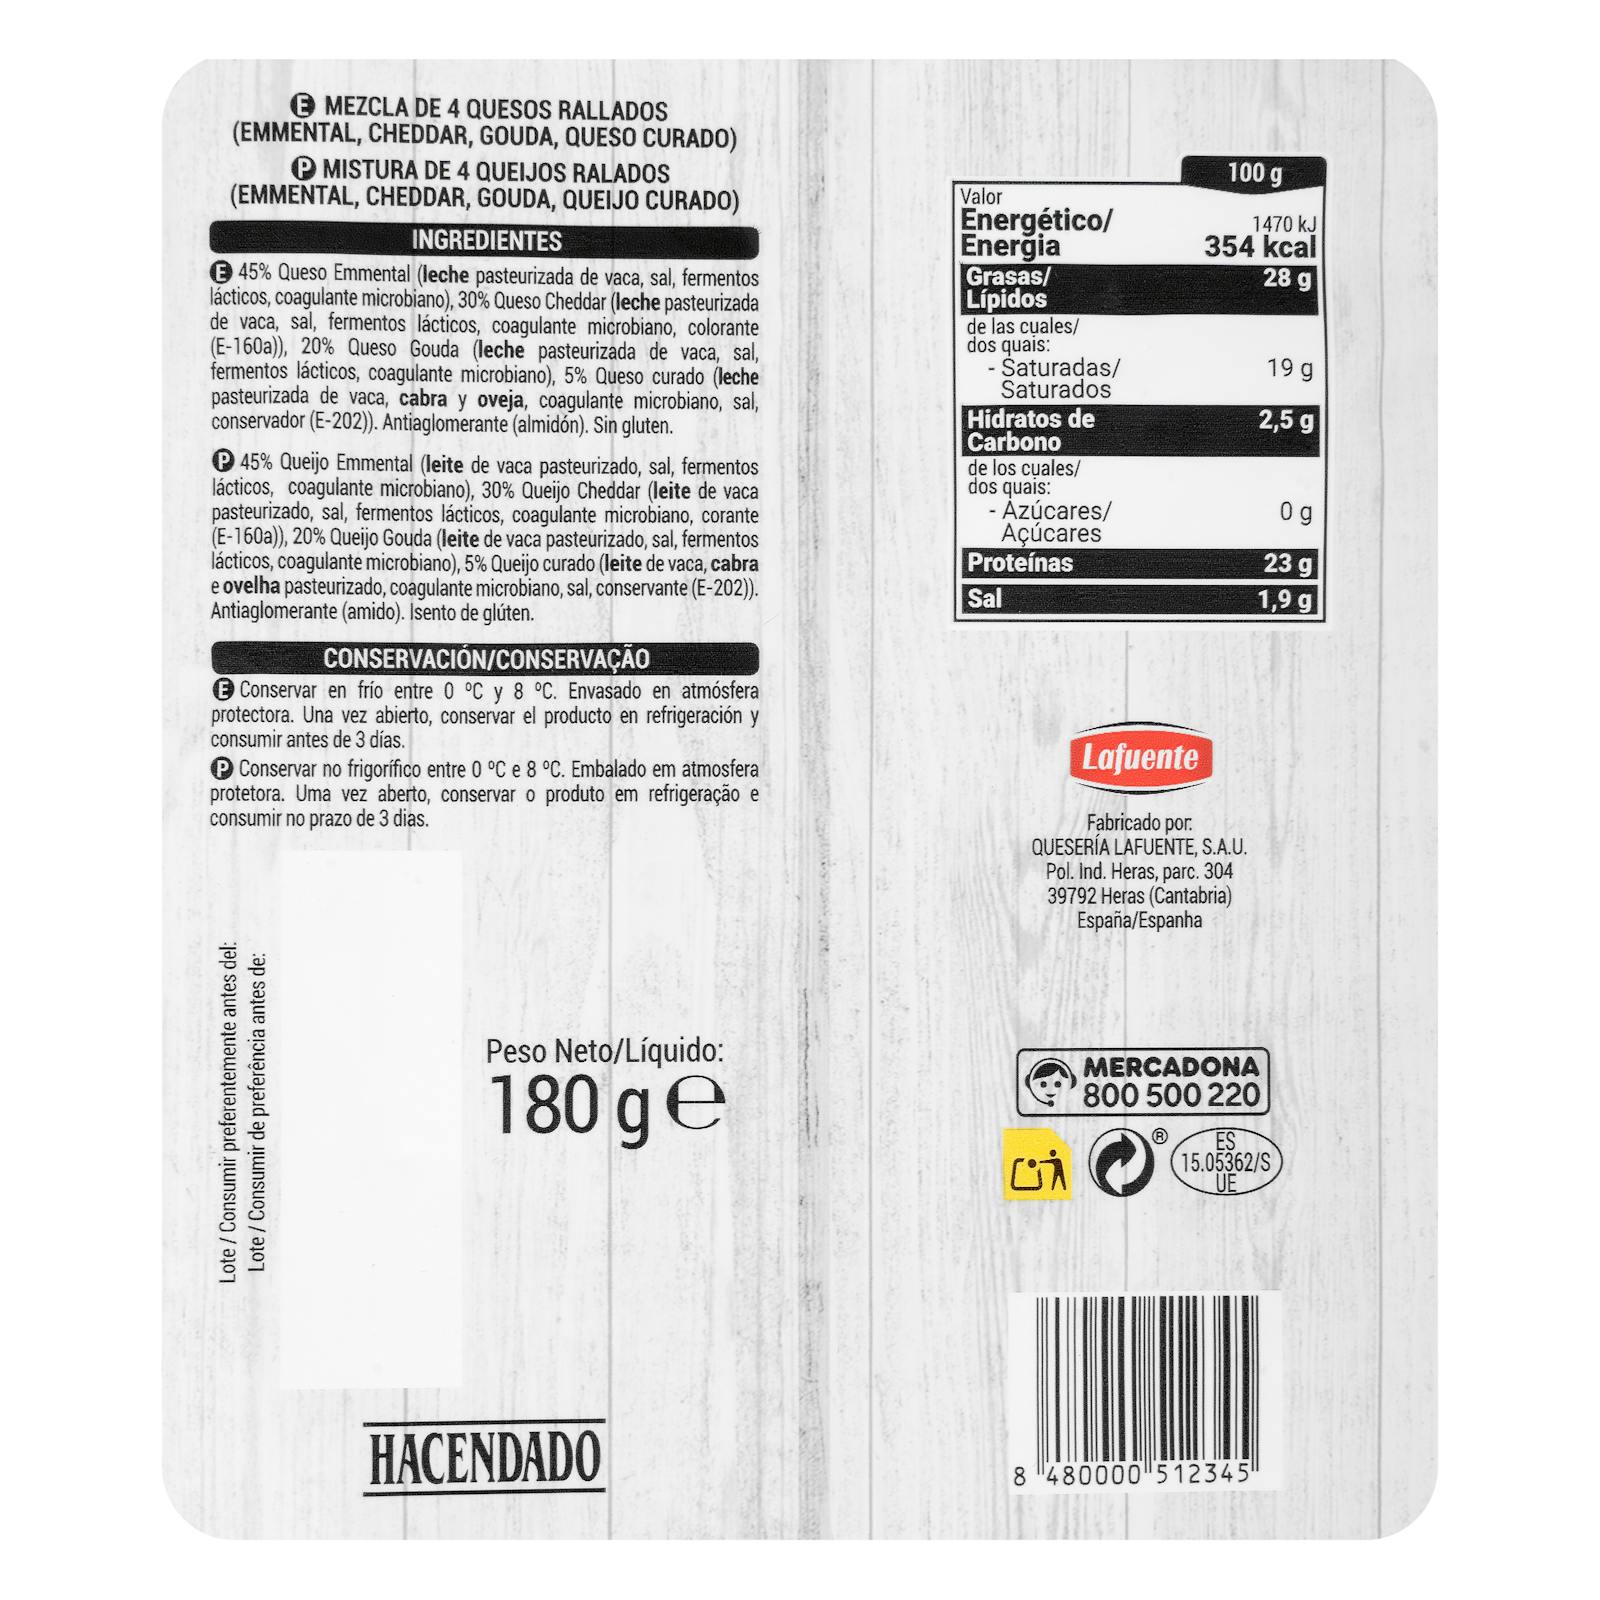 E MEZCLA DE 4 QUESOS RALLADOS
(EMMENTAL, CHEDDAR, GOUDA, QUESO CURADO)
P MISTURA DE 4 QUEIJOS RALADOS
(EMMENTAL, CHEDDAR, GOUDA, QUEIJO CURADO)
INGREDIENTES
E 45% Queso Emmental (leche pasteurizada de vaca, sal, fermentos
lácticos, coagulante microbiano), 30% Queso Cheddar (leche pasteurizada
de vaca, sal, fermentos lácticos, coagulante microbiano, colorante
(E-160a)), 20% Queso Gouda (leche pasteurizada de vaca, sal,
fermentos lácticos, coagulante microbiano), 5% Queso curado (leche
pasteurizada de vaca, cabra y oveja, coagulante microbiano, sal,
conservador (E-202)). Antiaglomerante (almidón). Sin gluten.
P 45% Queijo Emmental (leite de vaca pasteurizado, sal, fermentos
lácticos, coagulante microbiano), 30% Queijo Cheddar (leite de vaca
pasteurizado, sal, fermentos lácticos, coagulante microbiano, corante
(E-160a)), 20% Queijo Gouda (leite de vaca pasteurizado, sal, fermentos
lácticos, coagulante microbiano), 5% Queijo curado (leite de vaca, cabra
e ovelha pasteurizado, coagulante microbiano, sal, conservante (E-202)).
Antiaglomerante (amido). Isento de glúten.
CONSERVACIÓN/CONSERVAÇÃO
E Conservar en frío entre 0 ºC y 8 ºC. Envasado en atmósfera
protectora. Una vez abierto, conservar el producto en refrigeración y
consumir antes de 3 días.
P Conservar no frigorífico entre 0 ºC e 8 ºC. Embalado em atmosfera
protetora. Uma vez aberto, conservar o produto em refrigeração e
consumir no prazo de 3 dias.
Lote / Consumir preferentemente antes del:
Lote / Consumir de preferência antes de:
Peso Neto/Líquido:
180 g e
HACENDADO
100 g
Valor
Energético/ 1470 kJ
Energia 354 kcal
Grasas/ 28 g
Lípidos
de las cuales/
dos quais:
- Saturadas/ 19 g
Saturados
Hidratos de 2,5 g
Carbono
de los cuales/
dos quais:
- Azúcares/ 0 g
Açúcares
Proteínas 23 g
Sal 1,9 g
Lafuente
Fabricado por:
QUESERÍA LAFUENTE, S.A.U.
Pol. Ind. Heras, parc. 304
39792 Heras (Cantabria)
España/Espanha
MERCADONA
800 500 220
®
ES
15.05362/S
UE
8 480000 512345